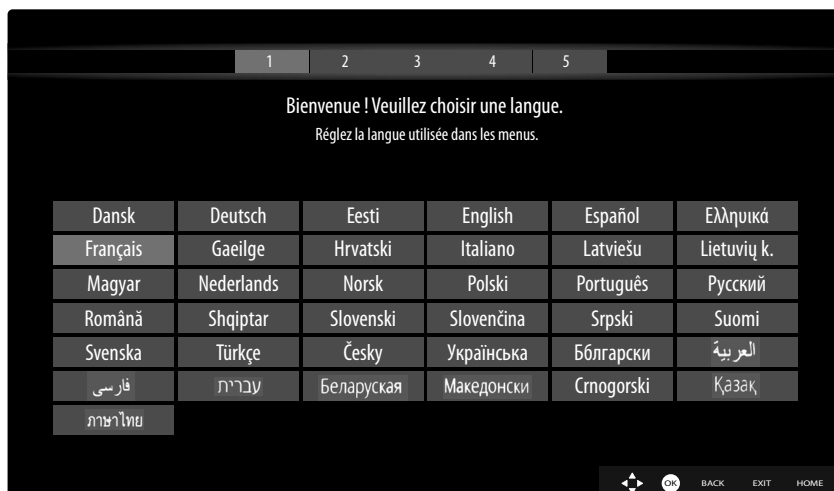 1 2 3 4 5
Bienvenue ! Veuillez choisir une langue.
Réglez la langue utilisée dans les menus.
Dansk Deutsch Eesti English Español Ελληυικά
Français Gaeilge Hrvatski Italiano Latviešu Lietuvių k.
Magyar Nederlands Norsk Polski Português Русский
Română Shqiptar Slovenski Slovenčina Srpski Suomi
Svenska Türkçe Česky Українська Бблгарски العربية
فارسی עברית Беларуская Македонски Crnogorski Қазақ
ภาษาไทย
OK BACK EXIT HOME